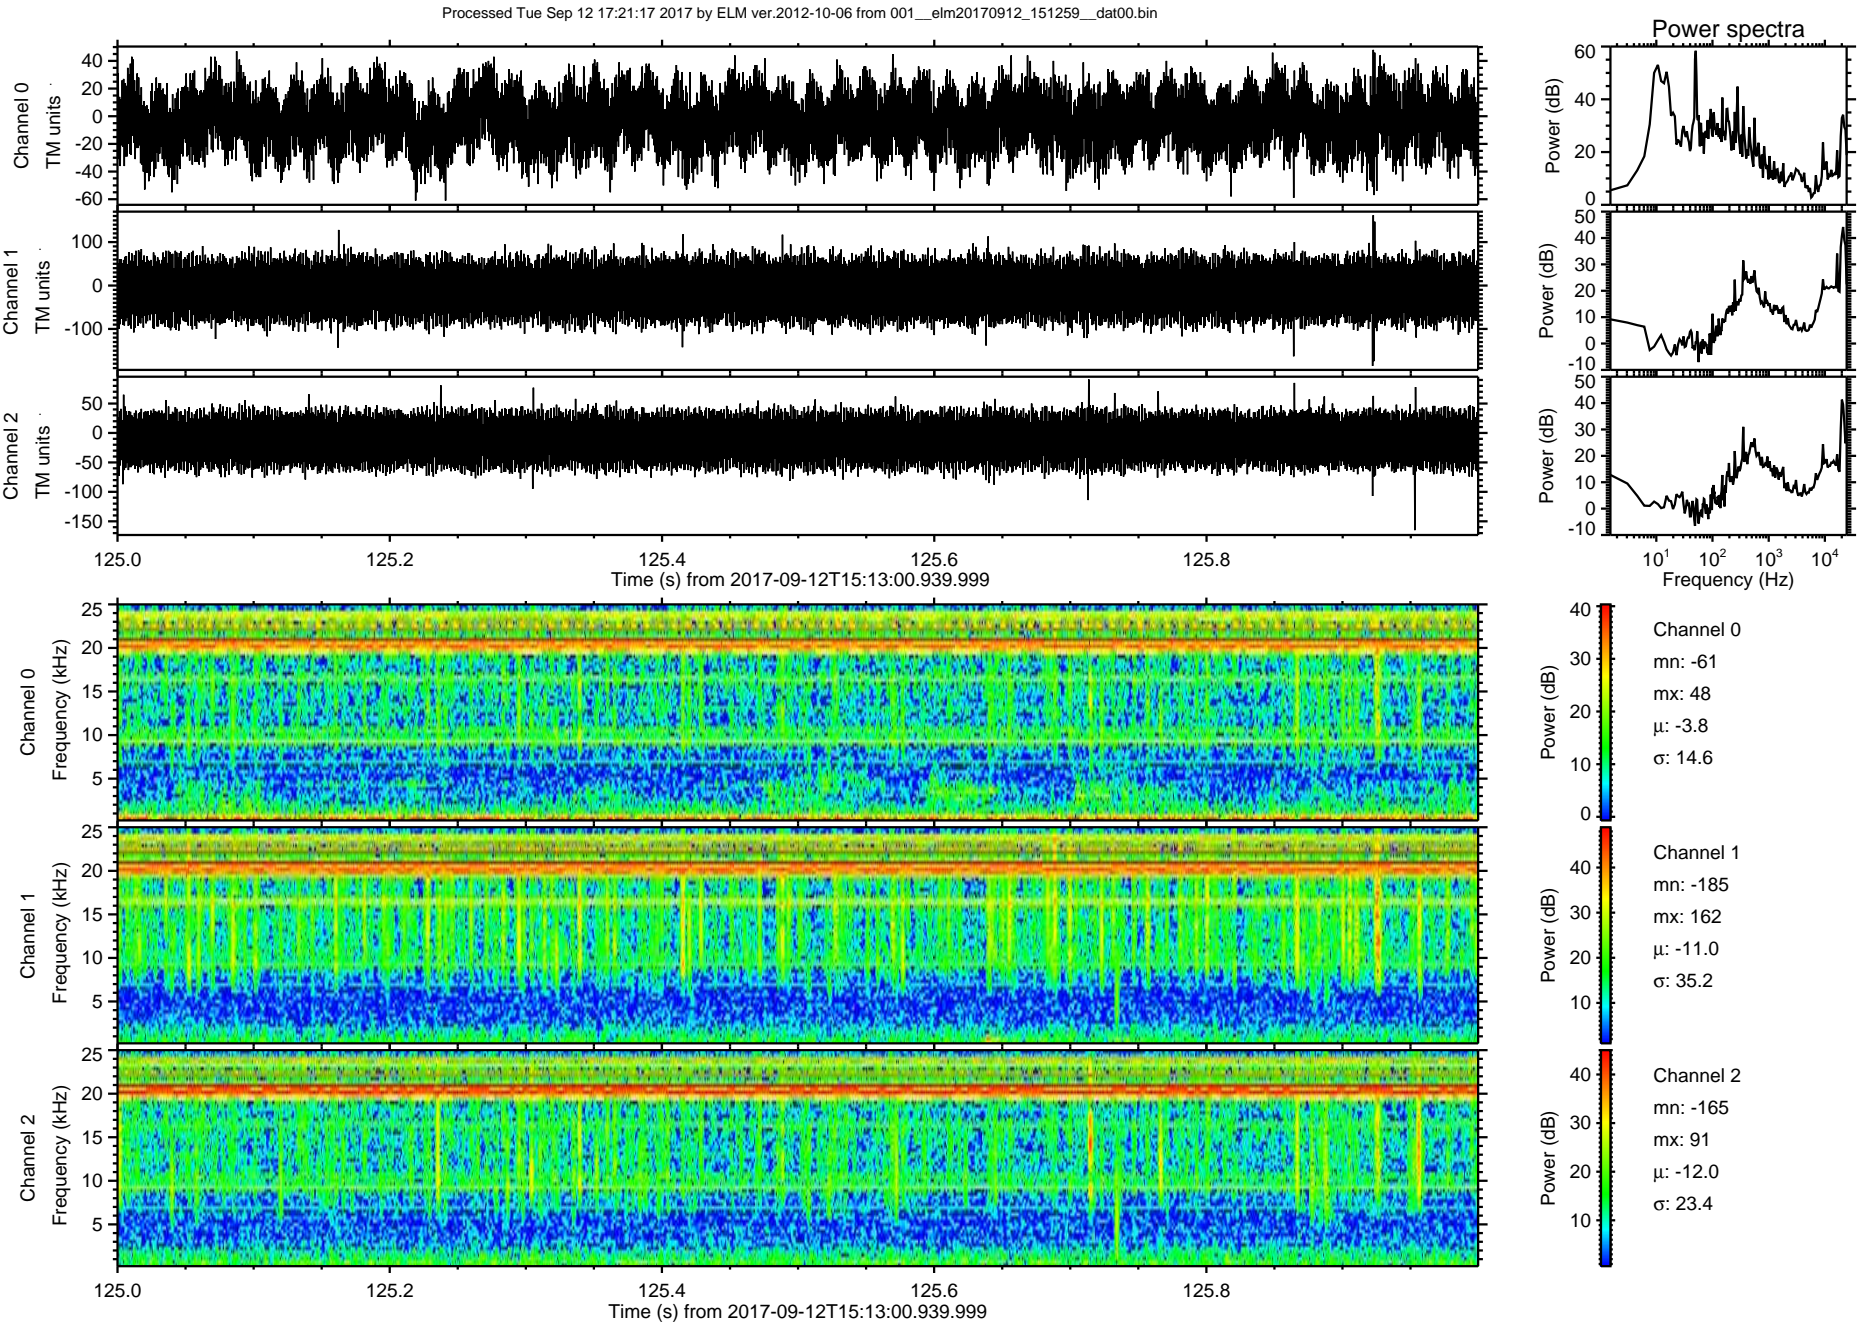 Processed Tue Sep 12 17:21:17 2017 by ELM ver.2012-10-06 from 001__elm20170912_151259__dat00.bin
Power spectra
Channel 0
TM units
40
20
0
-20
-40
-60
Power (dB)
60
40
20
0
Channel 1
TM units
100
0
-100
Power (dB)
50
40
30
20
10
0
-10
Channel 2
TM units
50
0
-50
-100
-150
Power (dB)
50
40
30
20
10
0
-10
125.0 125.2 125.4 125.6 125.8
Time (s) from 2017-09-12T15:13:00.939.999
10^1 10^2 10^3 10^4
Frequency (Hz)
Channel 0
Frequency (kHz)
25
20
15
10
5
Power (dB)
40
30
20
10
0
Channel 0
mn: -61
mx: 48
μ: -3.8
σ: 14.6
Channel 1
Frequency (kHz)
25
20
15
10
5
Power (dB)
40
30
20
10
Channel 1
mn: -185
mx: 162
μ: -11.0
σ: 35.2
Channel 2
Frequency (kHz)
25
20
15
10
5
Power (dB)
40
30
20
10
Channel 2
mn: -165
mx: 91
μ: -12.0
σ: 23.4
125.0 125.2 125.4 125.6 125.8
Time (s) from 2017-09-12T15:13:00.939.999